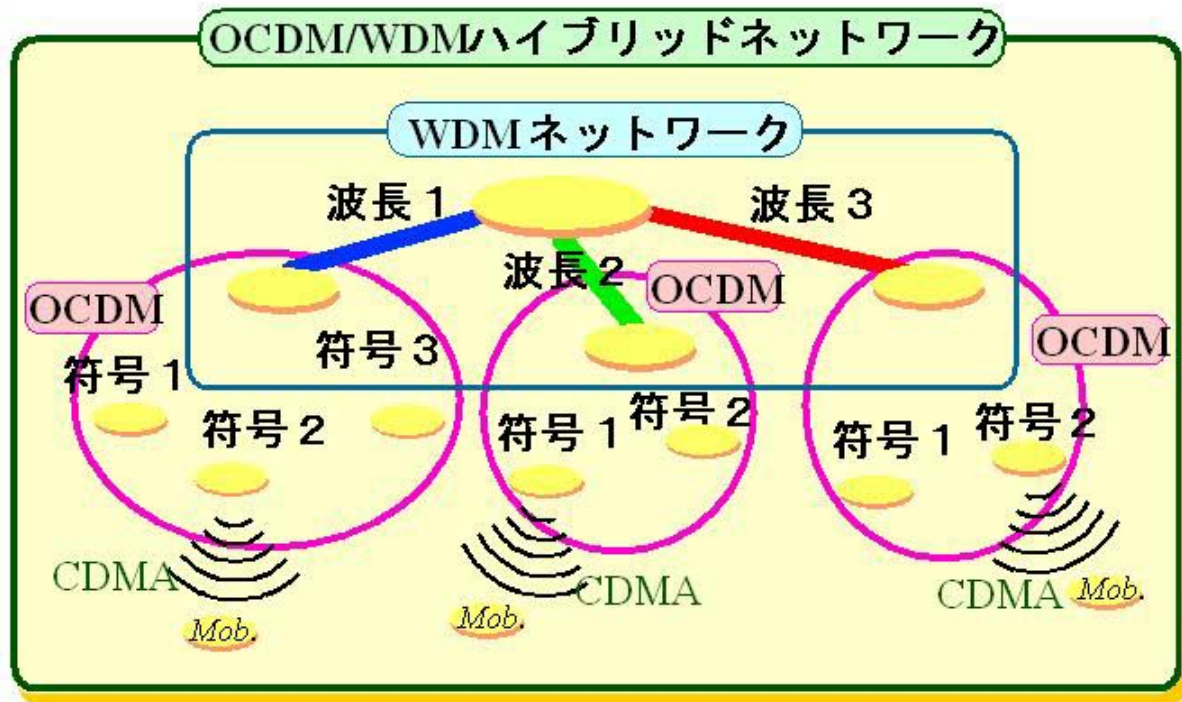 OCDM/WDMハイブリッドネットワーク
WDMネットワーク
波長1
波長3
波長2
OCDM
OCDM
OCDM
符号3
符号1
符号2
符号1
符号2
符号1
符号2
CDMA
CDMA
CDMA
Mob.
Mob.
Mob.